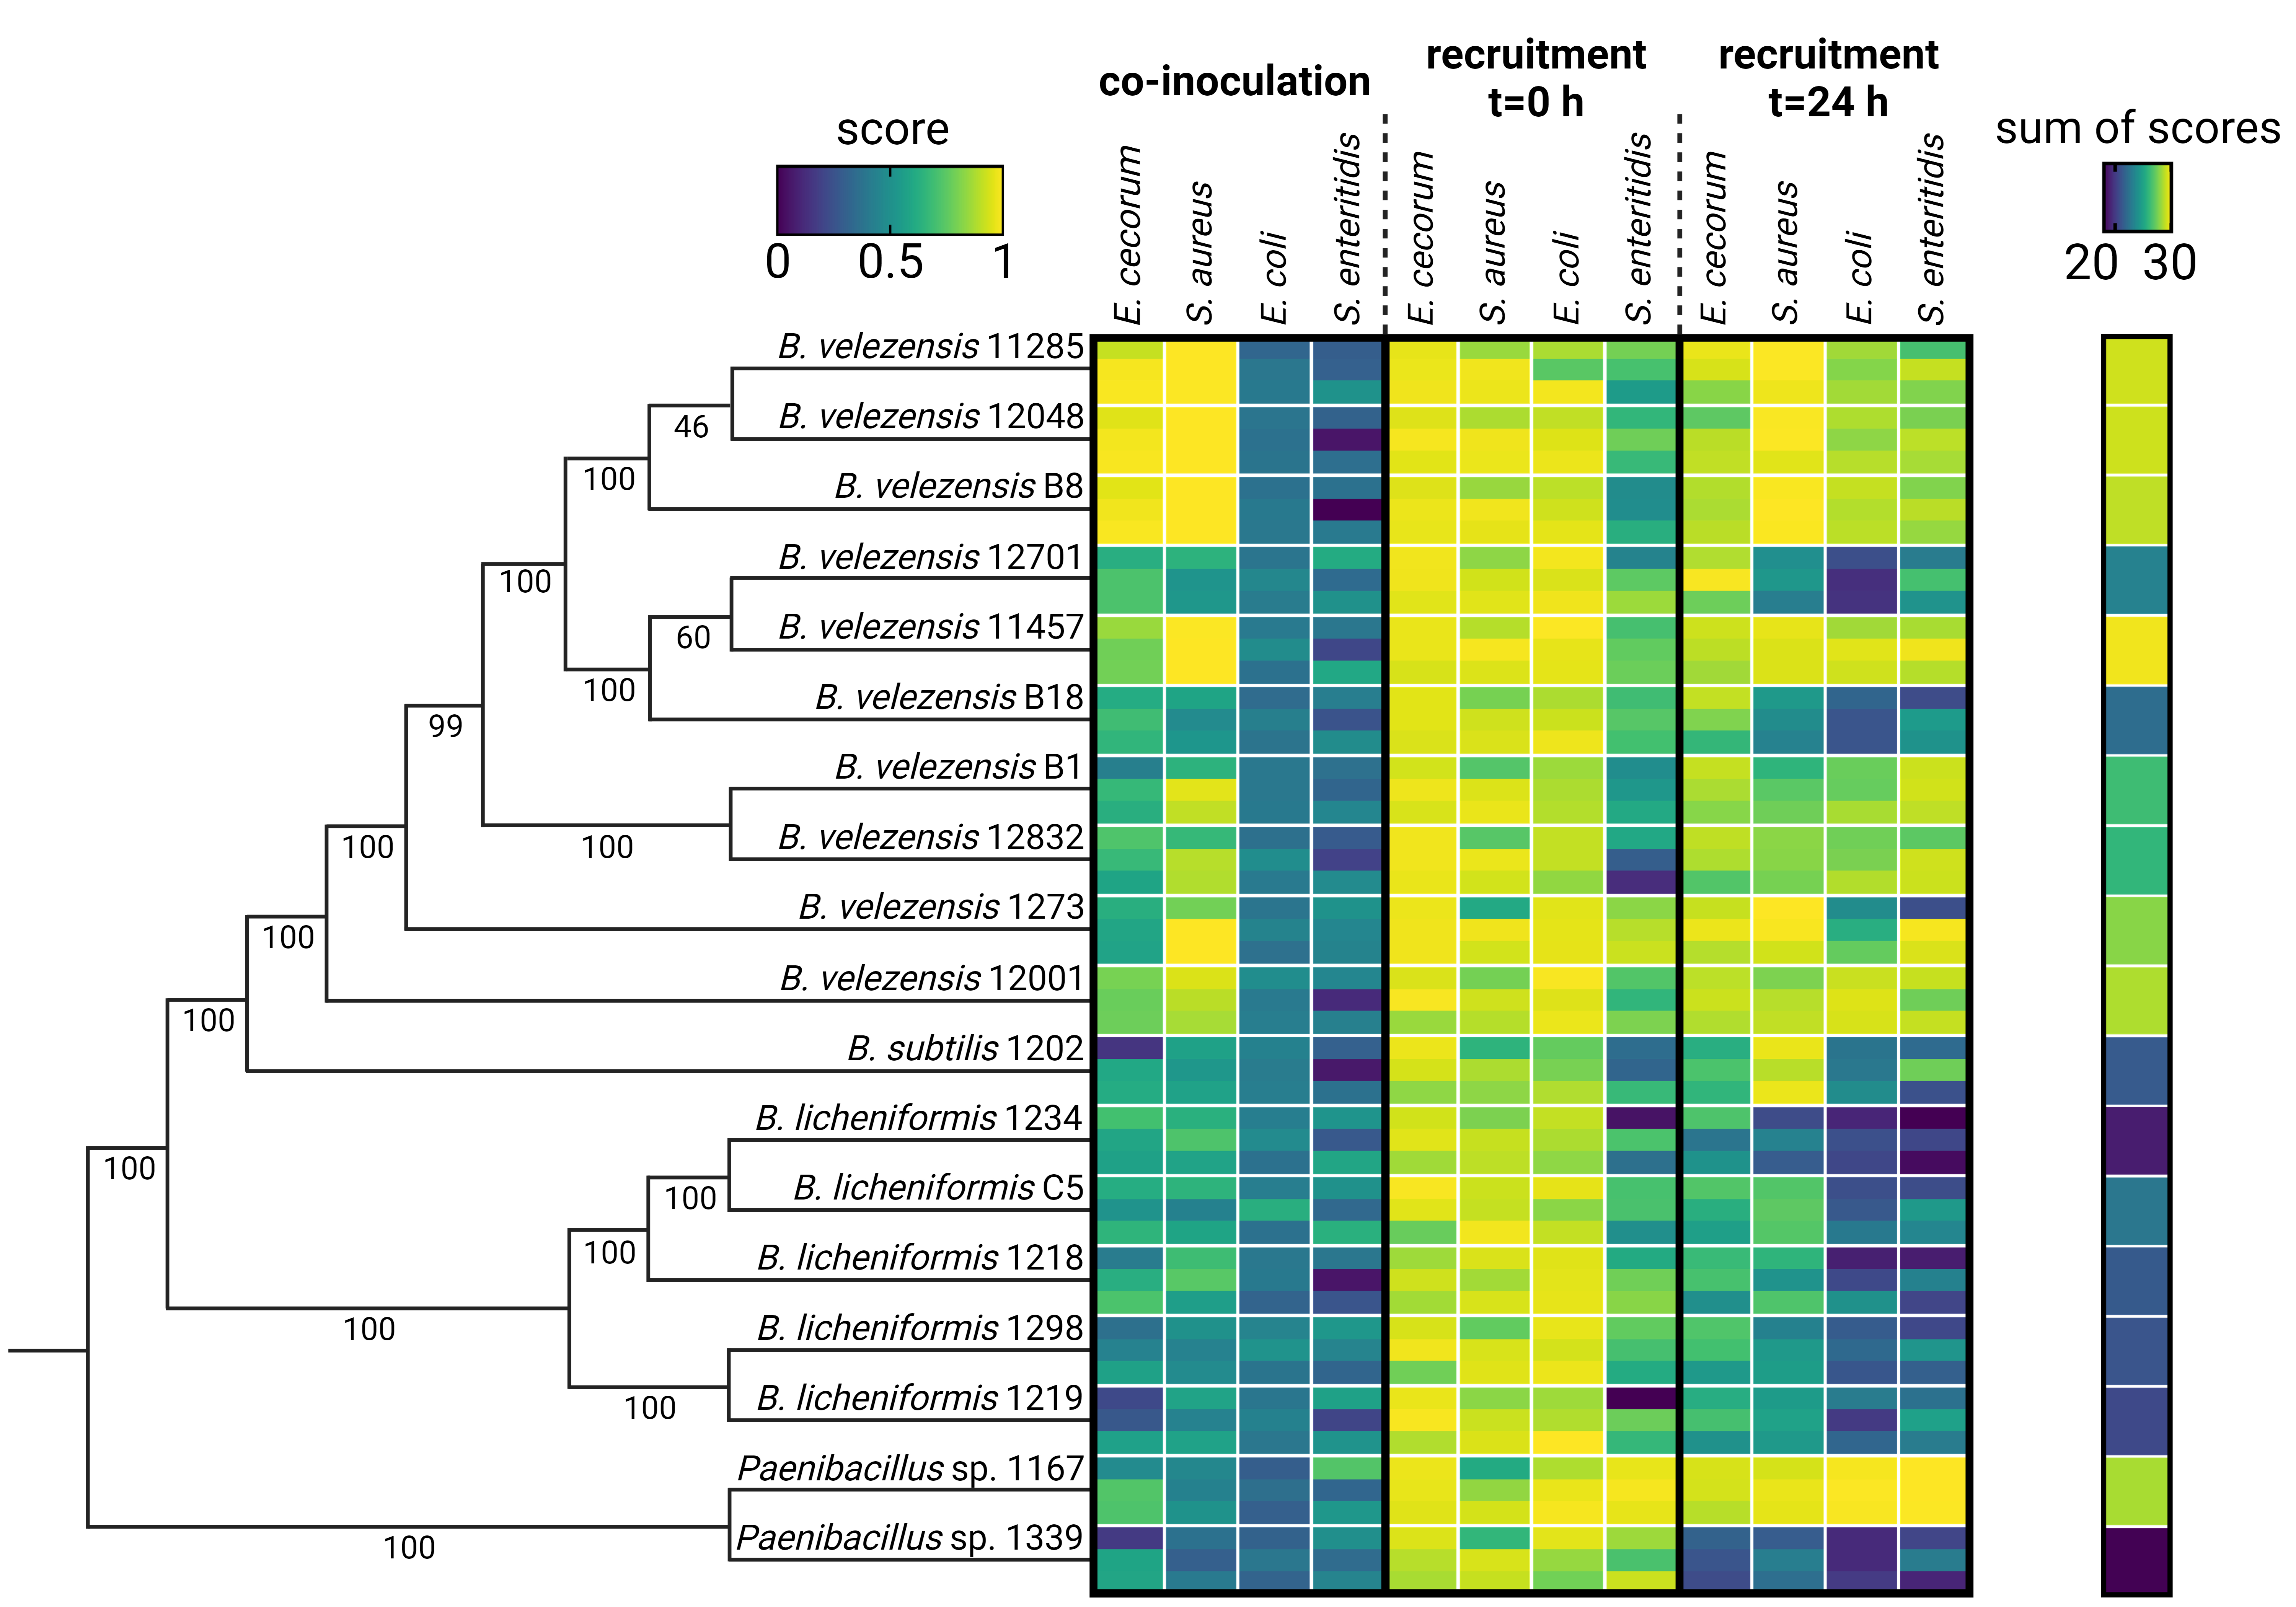 co-inoculation
recruitment
t=0 h
recruitment
t=24 h
score
0 0.5 1
sum of scores
20 30
E. cecorum
S. aureus
E. coli
S. enteritidis
E. cecorum
S. aureus
E. coli
S. enteritidis
E. cecorum
S. aureus
E. coli
S. enteritidis
B. velezensis 11285
46
B. velezensis 12048
100
B. velezensis B8
100
B. velezensis 12701
60
B. velezensis 11457
100
B. velezensis B18
99
B. velezensis B1
100
100
B. velezensis 12832
100
B. velezensis 1273
100
B. velezensis 12001
B. subtilis 1202
100
B. licheniformis 1234
100
B. licheniformis C5
100
B. licheniformis 1218
100
B. licheniformis 1298
100
B. licheniformis 1219
Paenibacillus sp. 1167
100
Paenibacillus sp. 1339